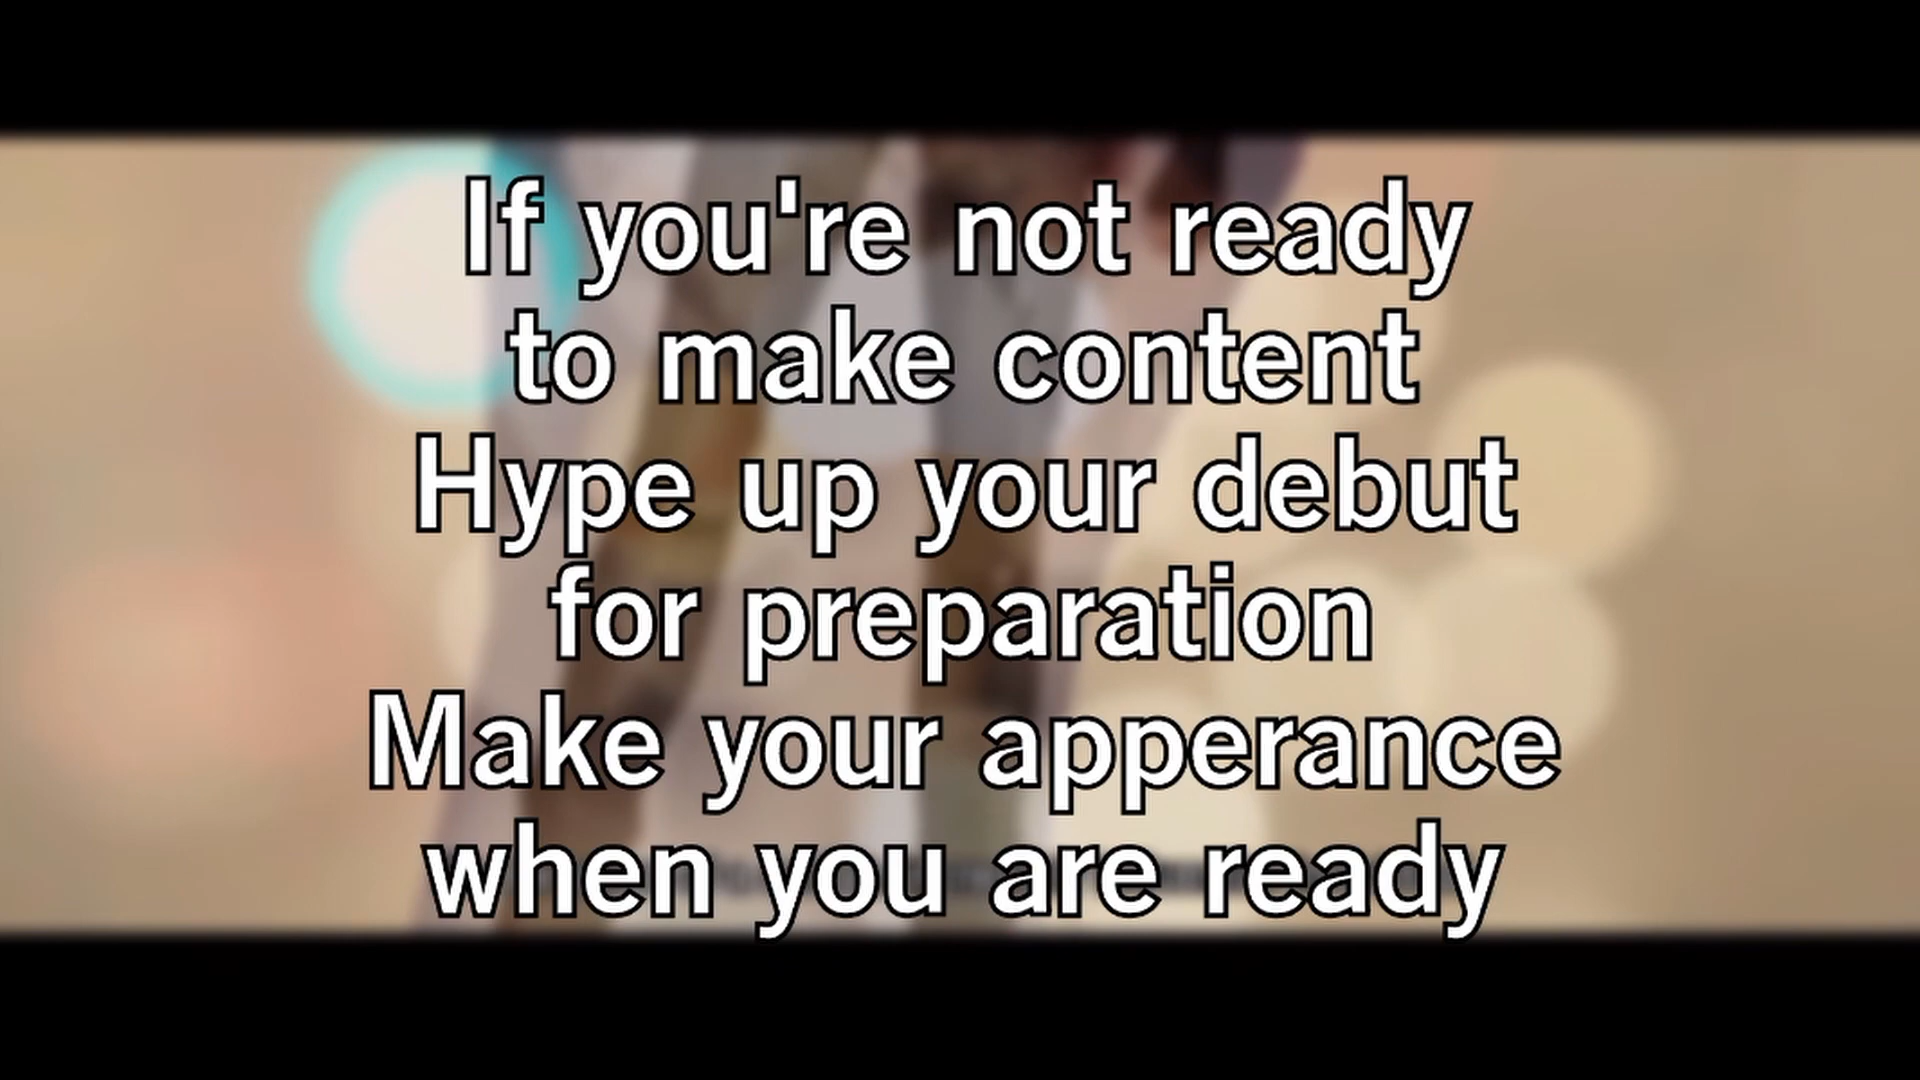 If you're not ready
to make content
Hype up your debut
for preparation
Make your apperance
when you are ready